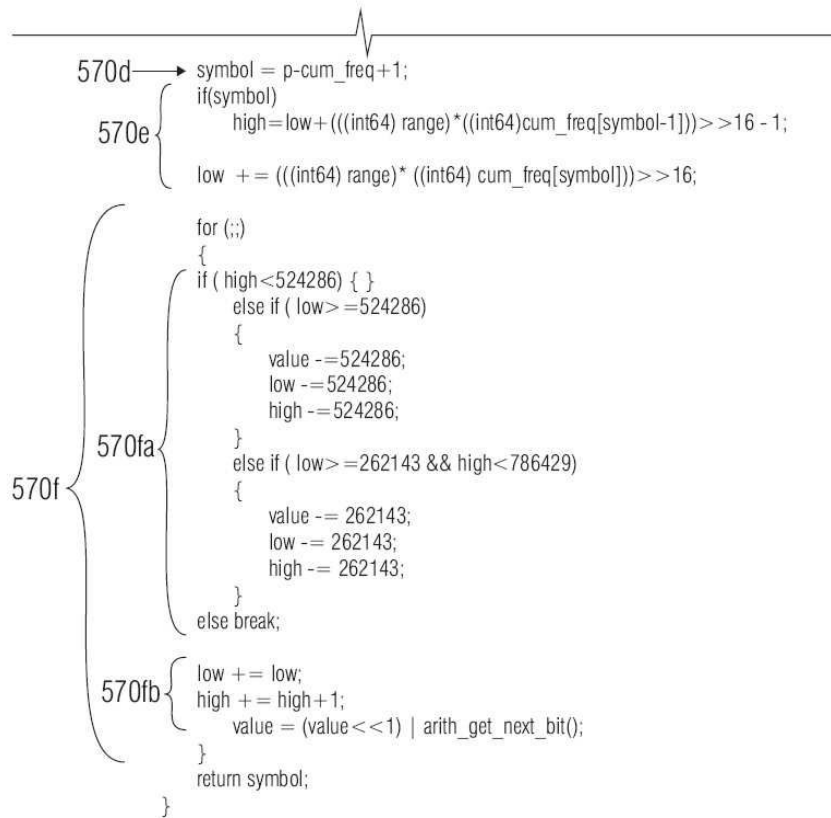 570d symbol = p-cum_freq+1;
if(symbol)
570e high=low+(((int64) range)*((int64)cum_freq[symbol-1]))>>16 - 1;
low += (((int64) range)* ((int64) cum_freq[symbol]))>>16;
for (;;)
{
if ( high<524286) { }
else if ( low>=524286)
{
value -=524286;
low -=524286;
high -=524286;
570fa }
else if ( low>=262143 && high<786429)
570f {
value -= 262143;
low -= 262143;
high -= 262143;
}
else break;
low += low;
570fb high += high+1;
value = (value<<1) | arith_get_next_bit();
}
return symbol;
}